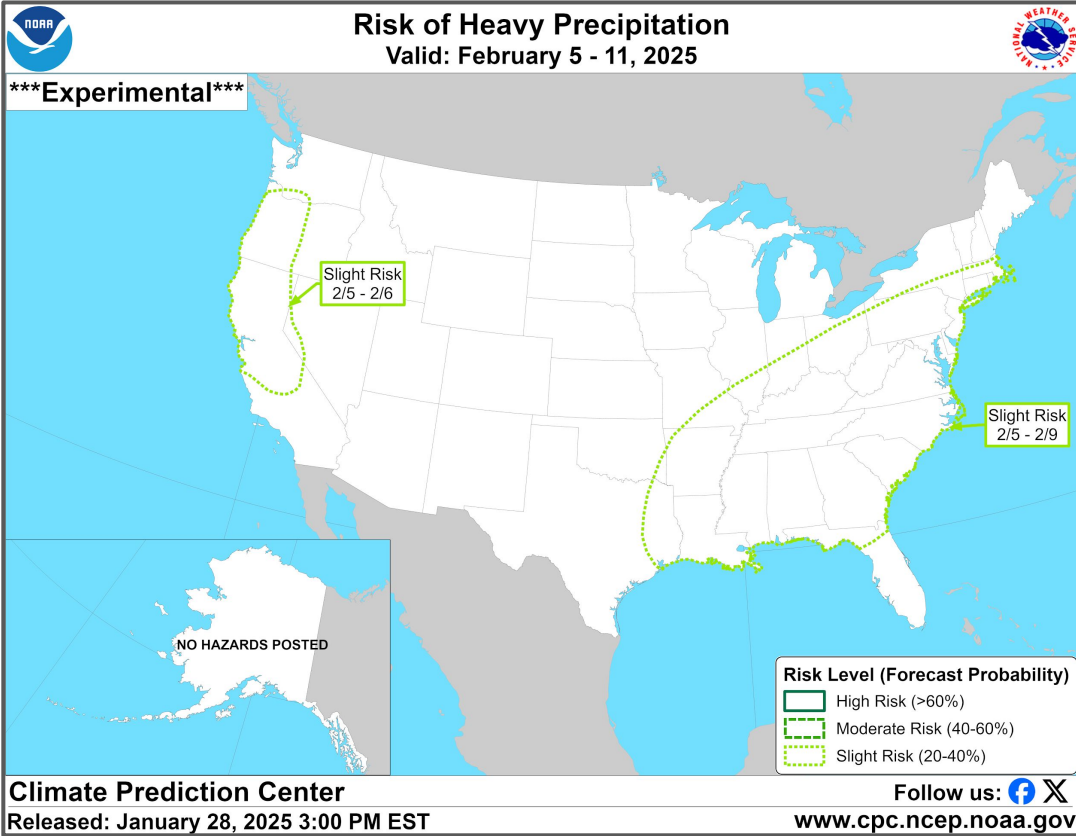 NOAA
Risk of Heavy Precipitation
Valid: February 5 - 11, 2025
NATIONAL WEATHER SERVICE
***Experimental***
Slight Risk
2/5 - 2/6
Slight Risk
2/5 - 2/9
NO HAZARDS POSTED
Risk Level (Forecast Probability)
High Risk (>60%)
Moderate Risk (40-60%)
Slight Risk (20-40%)
Climate Prediction Center
Follow us:
Released: January 28, 2025 3:00 PM EST
www.cpc.ncep.noaa.gov